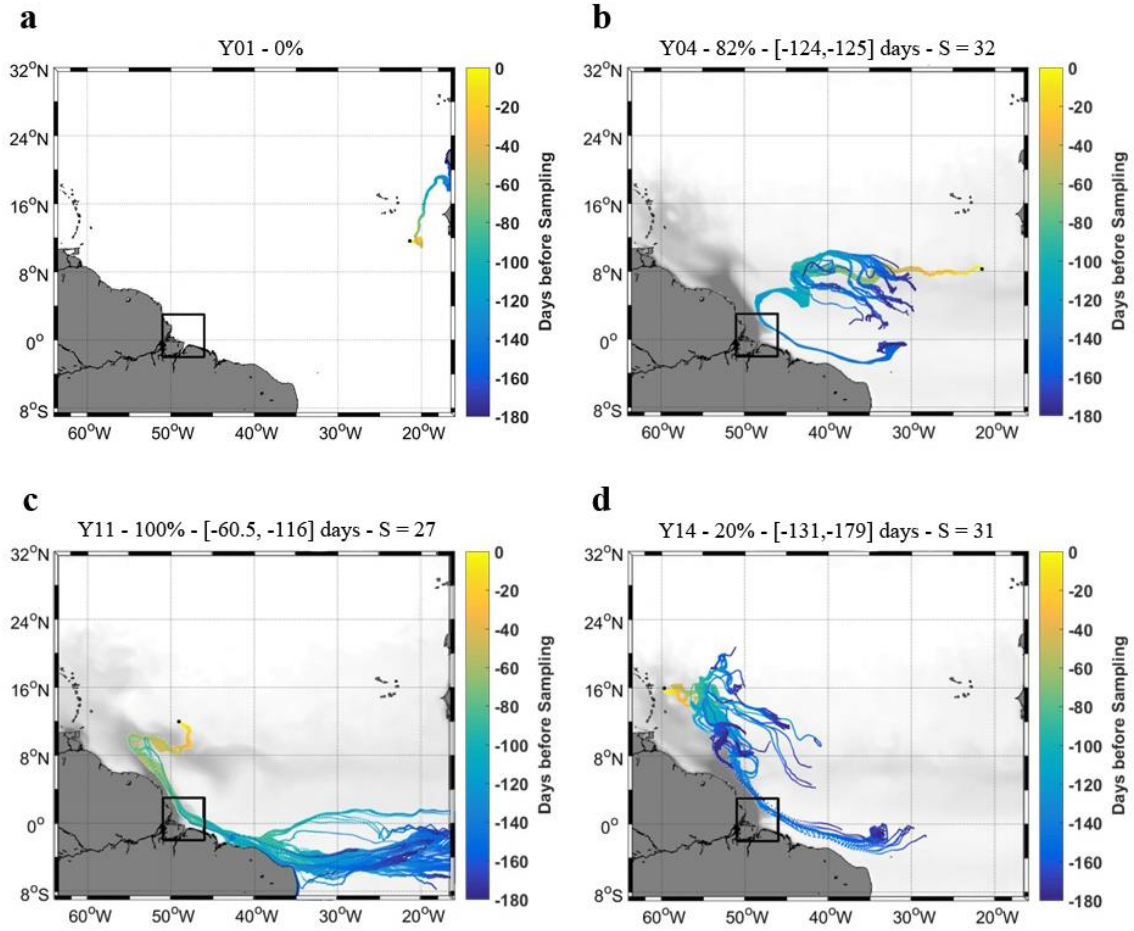 a
Y01 - 0%
32°N
24°N
16°N
8°N
0°
8°S
60°W 50°W 40°W 30°W 20°W
0
-20
-40
-60
-80
-100
-120
-140
-160
-180
Days before Sampling
b
Y04 - 82% - [-124,-125] days - S = 32
32°N
24°N
16°N
8°N
0°
8°S
60°W 50°W 40°W 30°W 20°W
0
-20
-40
-60
-80
-100
-120
-140
-160
-180
Days before Sampling
c
Y11 - 100% - [-60.5, -116] days - S = 27
32°N
24°N
16°N
8°N
0°
8°S
60°W 50°W 40°W 30°W 20°W
0
-20
-40
-60
-80
-100
-120
-140
-160
-180
Days before Sampling
d
Y14 - 20% - [-131,-179] days - S = 31
32°N
24°N
16°N
8°N
0°
8°S
60°W 50°W 40°W 30°W 20°W
0
-20
-40
-60
-80
-100
-120
-140
-160
-180
Days before Sampling